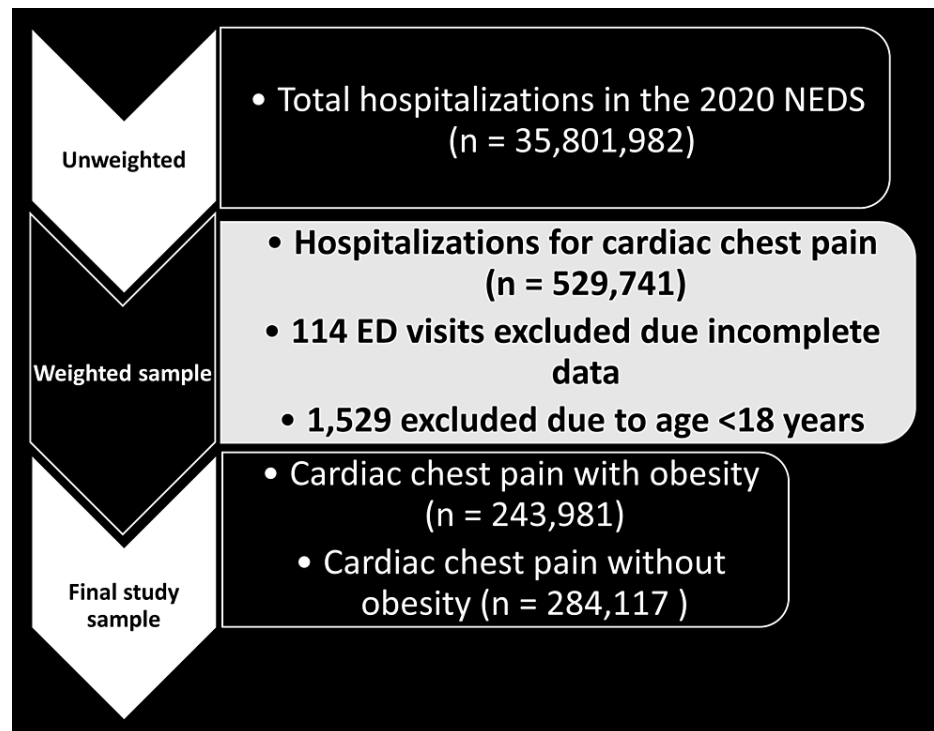 Unweighted
• Total hospitalizations in the 2020 NEDS
(n = 35,801,982)
Weighted sample
• Hospitalizations for cardiac chest pain
(n = 529,741)
• 114 ED visits excluded due incomplete
data
• 1,529 excluded due to age <18 years
Final study
sample
• Cardiac chest pain with obesity
(n = 243,981)
• Cardiac chest pain without
obesity (n = 284,117 )